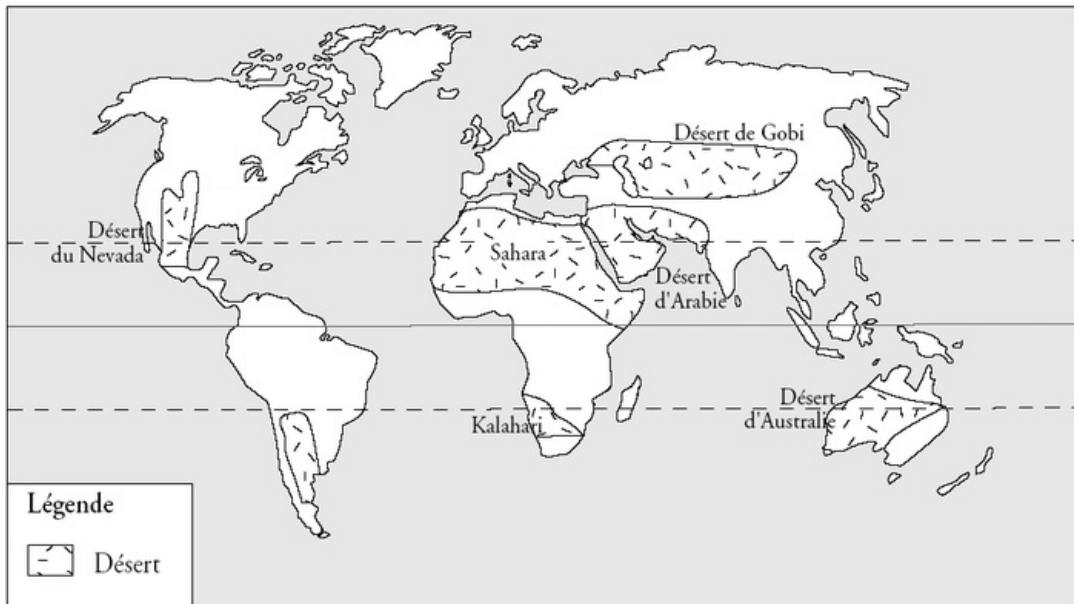 Désert de Gobi
Désert
du Nevada
Sahara
Désert
d'Arabie
Désert
d'Australie
Kalahari
Légende
Désert